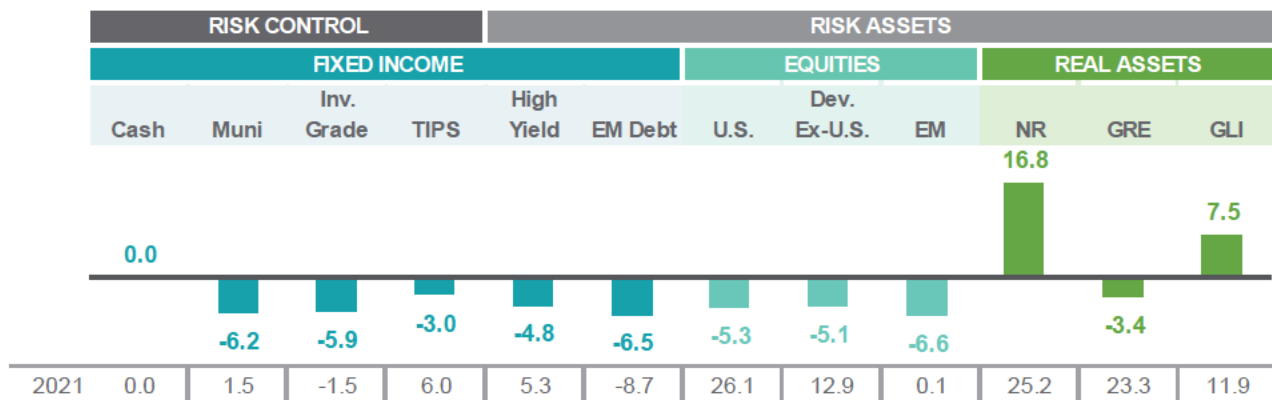 RISK CONTROL RISK ASSETS
FIXED INCOME EQUITIES REAL ASSETS
Inv. High Dev.
Cash Muni Grade TIPS Yield EM Debt U.S. Ex-U.S. EM NR GRE GLI
16.8
7.5
0.0
-6.2 -5.9 -3.0 -4.8 -6.5 -5.3 -5.1 -6.6 -3.4
2021 0.0 1.5 -1.5 6.0 5.3 -8.7 26.1 12.9 0.1 25.2 23.3 11.9